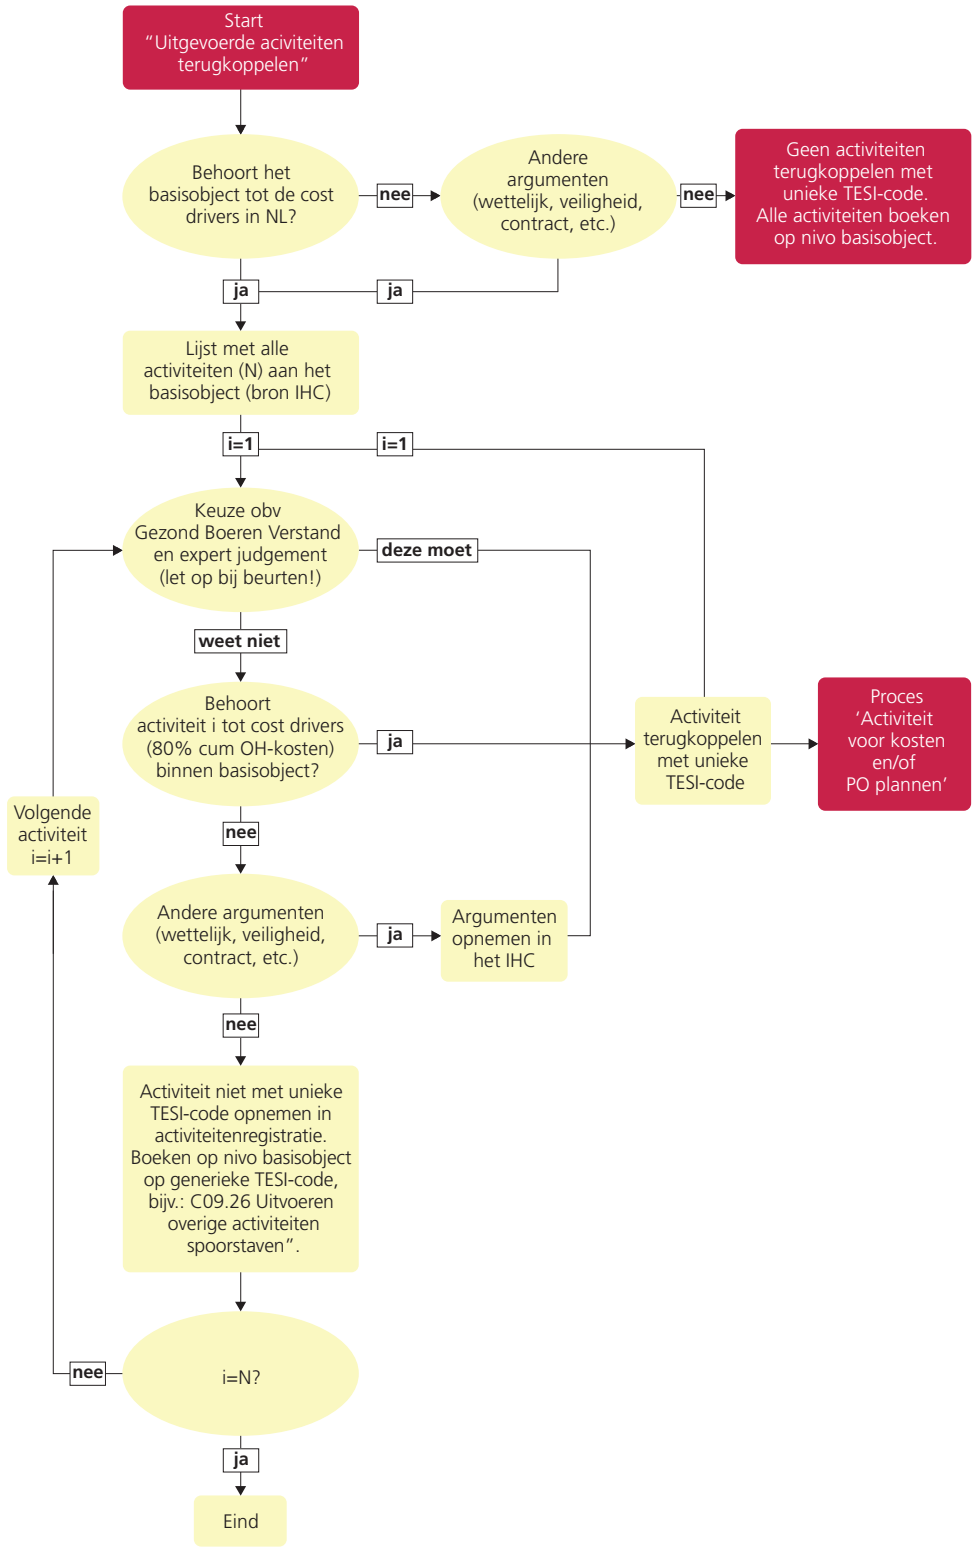 Start
“Uitgevoerde aciviteiten
terugkoppelen”
Behoort het
basisobject tot de cost
drivers in NL?
nee
Andere
argumenten
(wettelijk, veiligheid,
contract, etc.)
nee
Geen activiteiten
terugkoppelen met
unieke TESI-code.
Alle activiteiten boeken
op nivo basisobject.
ja
ja
Lijst met alle
activiteiten (N) aan het
basisobject (bron IHC)
i=1
i=1
Keuze obv
Gezond Boeren Verstand
en expert judgement
(let op bij beurten!)
deze moet
weet niet
Behoort
activiteit i tot cost drivers
(80% cum OH-kosten)
binnen basisobject?
ja
Activiteit
terugkoppelen
met unieke
TESI-code
Proces
‘Activiteit
voor kosten
en/of
PO plannen’
Volgende
activiteit
i=i+1
nee
Andere argumenten
(wettelijk, veiligheid,
contract, etc.)
ja
Argumenten
opnemen in
het IHC
nee
Activiteit niet met unieke
TESI-code opnemen in
activiteitenregistratie.
Boeken op nivo basisobject
op generieke TESI-code,
bijv.: C09.26 Uitvoeren
overige activiteiten
spoorstaven”.
nee
i=N?
ja
Eind